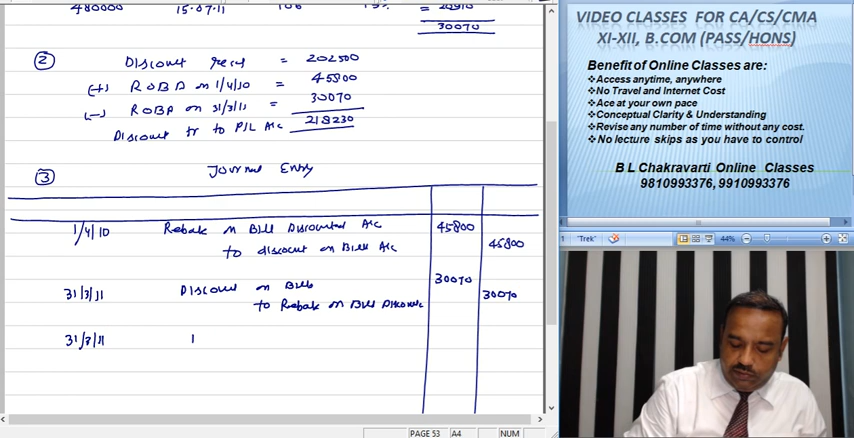 480000 15.07.11 30070
② Discount recd = 202500
(+) ROBD on 1/4/10 = 45800
(-) ROBD on 31/3/11 = 30070
Discount tr to P/L A/c 218230
③ Journal Entry
1/4/10 Rebate on Bill Discounted A/c 45800
to discount on Bills A/c 45800
31/3/11 Discount on Bills 30070
to Rebate on Bill Discounted 30070
31/3/11
PAGE 53 A4 NUM
VIDEO CLASSES FOR CA/CS/CMA
XI-XII, B.COM (PASS/HONS)
Benefit of Online Classes are:
❖Access anytime, anywhere
❖No Travel and Internet Cost
❖Ace at your own pace
❖Conceptual Clarity & Understanding
❖Revise any number of time without any cost.
❖No lecture skips as you have to control
B L Chakravarti Online Classes
9810993376, 9910993376
1 "Trek" 44%